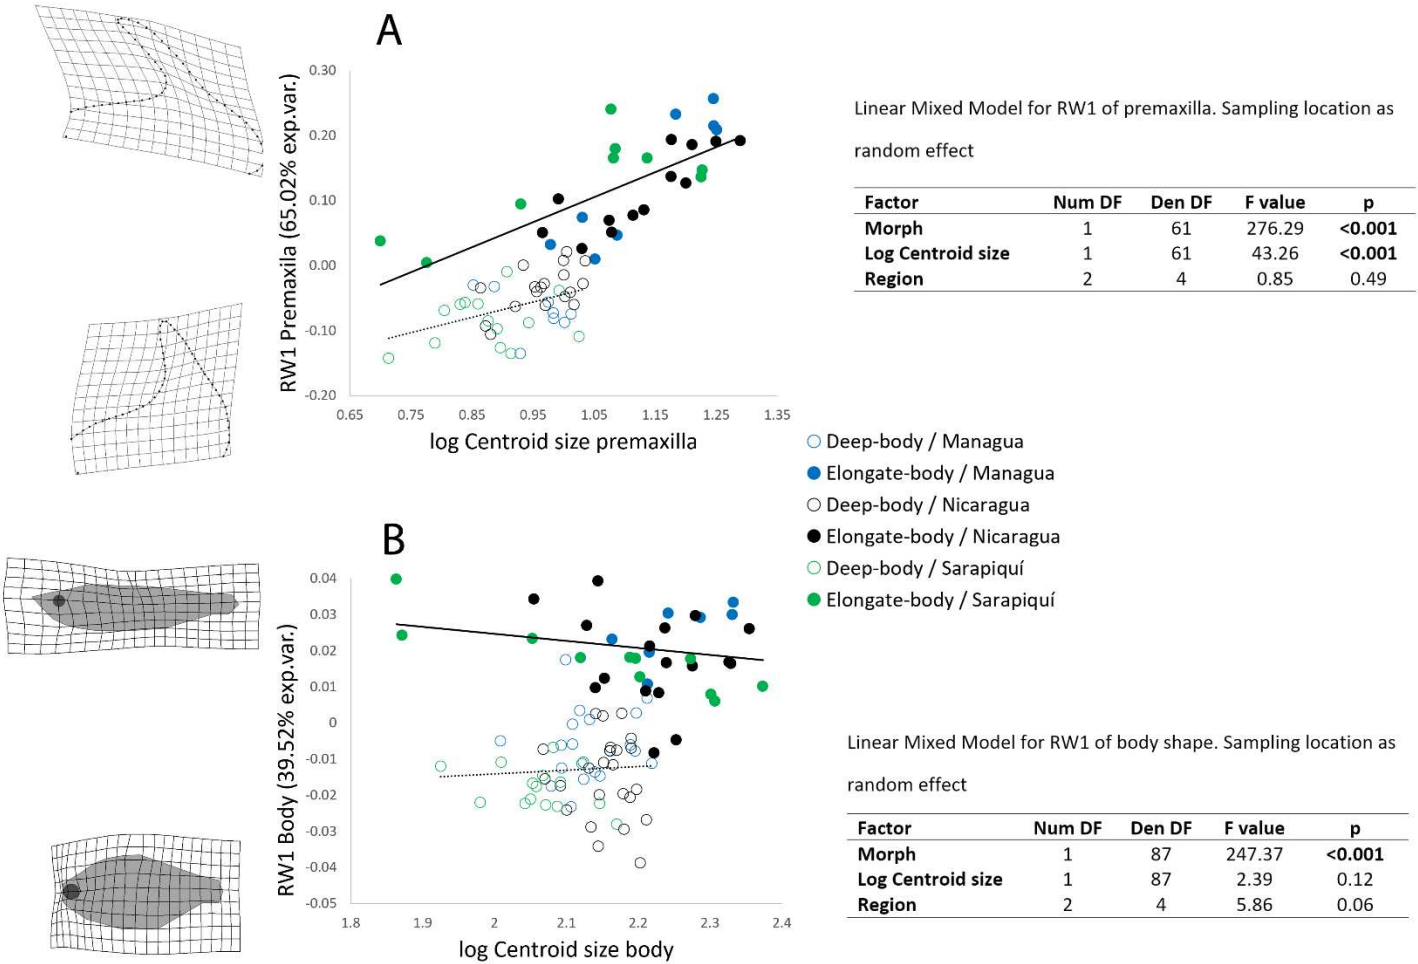 A
RW1 Premaxila (65.02% exp.var.)
0.30
0.20
0.10
0.00
-0.10
-0.20
0.65 0.75 0.85 0.95 1.05 1.15 1.25 1.35
log Centroid size premaxilla
Linear Mixed Model for RW1 of premaxilla. Sampling location as
random effect
Factor Num DF Den DF F value p
Morph 1 61 276.29 <0.001
Log Centroid size 1 61 43.26 <0.001
Region 2 4 0.85 0.49
Deep-body / Managua
Elongate-body / Managua
Deep-body / Nicaragua
Elongate-body / Nicaragua
Deep-body / Sarapiquí
Elongate-body / Sarapiquí
B
RW1 Body (39.52% exp.var.)
0.04
0.03
0.02
0.01
0
-0.01
-0.02
-0.03
-0.04
-0.05
1.8 1.9 2 2.1 2.2 2.3 2.4
log Centroid size body
Linear Mixed Model for RW1 of body shape. Sampling location as
random effect
Factor Num DF Den DF F value p
Morph 1 87 247.37 <0.001
Log Centroid size 1 87 2.39 0.12
Region 2 4 5.86 0.06